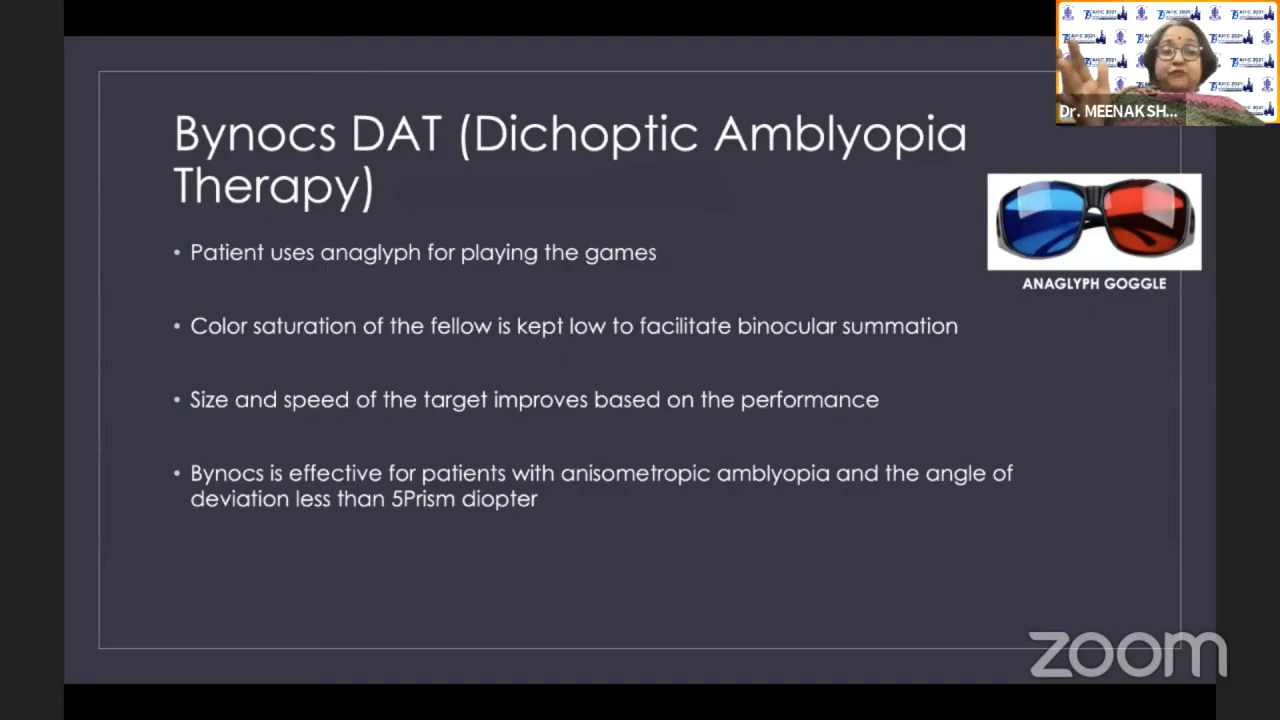 Bynocs DAT (Dichoptic Amblyopia
Therapy)
• Patient uses anaglyph for playing the games
• Color saturation of the fellow is kept low to facilitate binocular summation
• Size and speed of the target improves based on the performance
• Bynocs is effective for patients with anisometropic amblyopia and the angle of
deviation less than 5Prism diopter
ANAGLYPH GOGGLE
Dr. MEENAKSH...
zoom